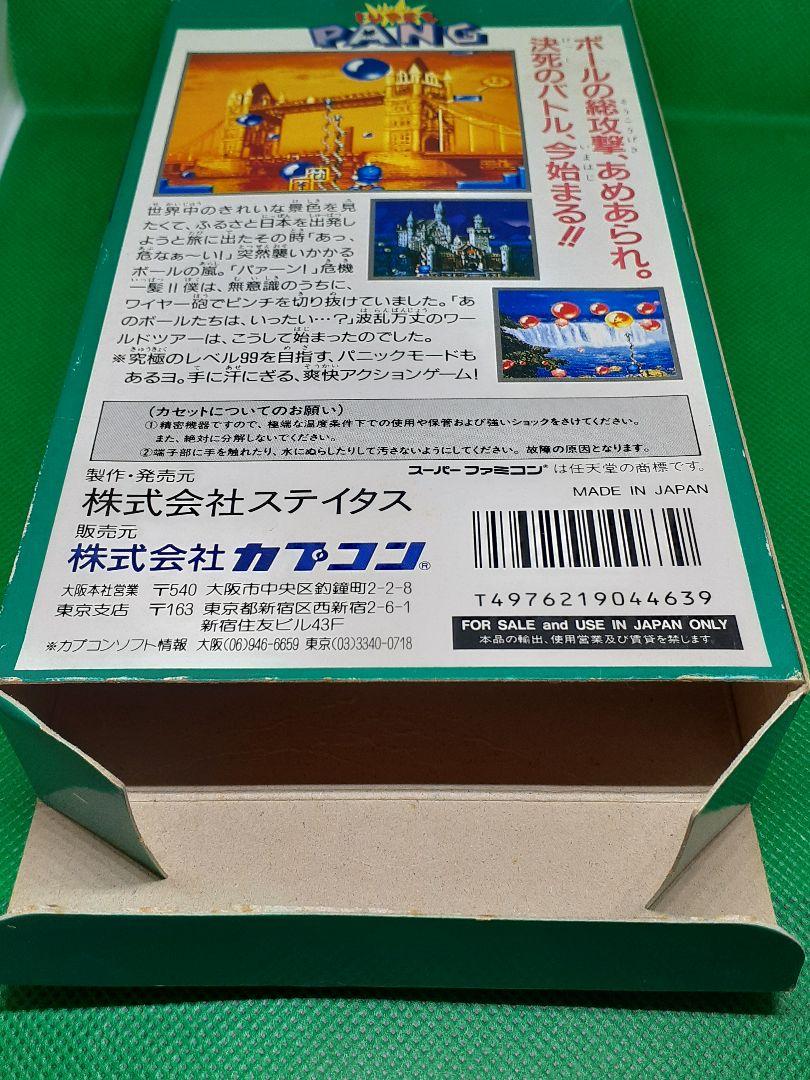 SUPER
PANG
ボールの総攻撃、あめあられ。
決死のバトル、今始まる!!
世界中のきれいな景色を見
たくて、ふるさと日本を出発し
ようと旅に出たその時「あっ、
危なぁ〜い!」突然襲いかかる
ボールの嵐。「パァーン!」危機
一髪!!僕は、無意識のうちに、
ワイヤー砲でピンチを切り抜けていました。「あ
のボールたちは、いったい…?」波乱万丈のワー
ルドツアーは、こうして始まったのでした。
※究極のレベル99を目指す、パニックモードも
あるヨ。手に汗にぎる、爽快アクションゲーム!
(カセットについてのお願い)
①精密機器ですので、極端な温度条件下での使用や保管および強いショックをさけてください。
また、絶対に分解しないでください。
②端子部に手を触れたり、水にぬらしたりして汚さないようにしてください。故障の原因となります。
スーパーファミコン®は任天堂の商標です。
製作・発売元
株式会社ステイタス
MADE IN JAPAN
販売元
株式会社カプコン®
大阪本社営業 〒540 大阪市中央区釣鐘町2-2-8
東京支店 〒163 東京都新宿区西新宿2-6-1
新宿住友ビル43F
※カプコンソフト情報 大阪(06)946-6659 東京(03)3340-0718
T4976219044639
FOR SALE and USE IN JAPAN ONLY
本品の輸出、使用営業及び賃貸を禁じます。